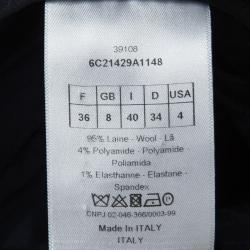 39108
6C21429A1148
F GB I D USA
36 8 40 34 4
95% Laine - Wool - Lã
4% Polyamide - Polyamide
Poliamida
1% Elasthanne - Elastane -
Spandex
CNPJ 02-046-366/0003-99
Made In ITALY
ITALY